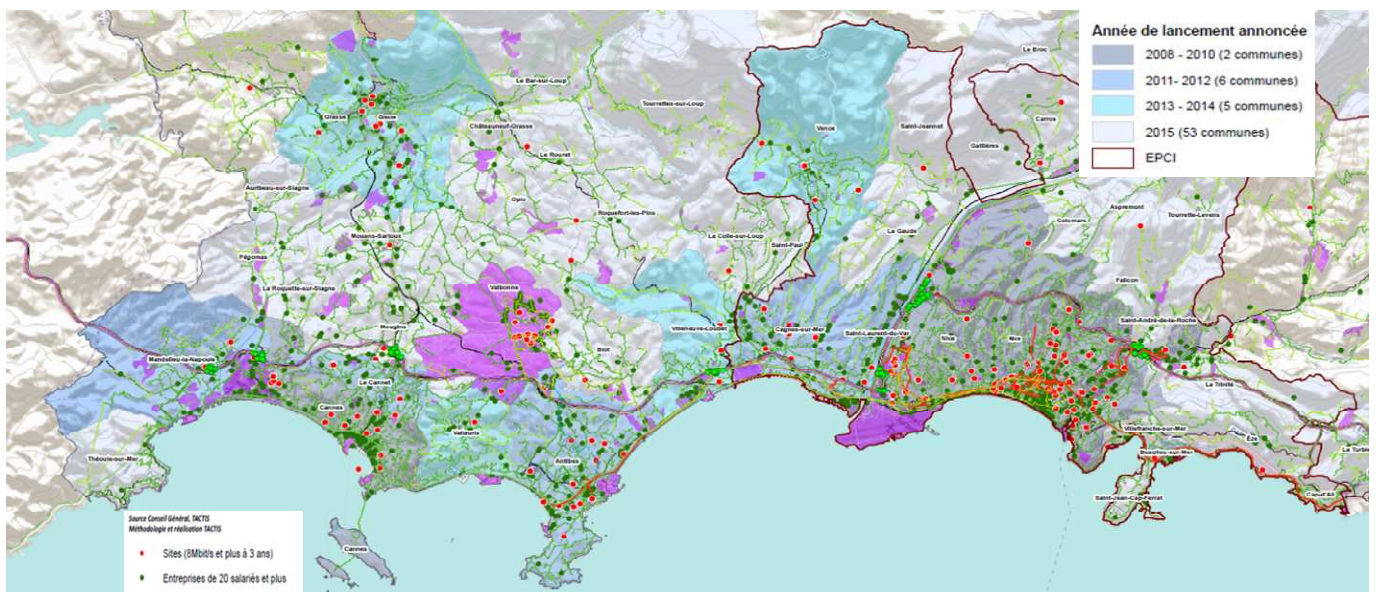 Année de lancement annoncée
2008 - 2010 (2 communes)
2011- 2012 (6 communes)
2013 - 2014 (5 communes)
2015 (53 communes)
EPCI
Le Broc
Le Bar-sur-Loup
Tourrettes-sur-Loup
Grasse
Grasse
Châteauneuf-Grasse
Vence
Saint-Jeannet
Carros
Gattières
Le Rouret
Auribeau-sur-Siagne
Opio
Roquefort-les-Pins
Aspremont
Colomars
Tourrette-Levens
Mouans-Sartoux
La Colle-sur-Loup
Saint-Paul
La Gaude
Pégomas
Falicon
La Roquette-sur-Siagne
Valbonne
Mougins
Villeneuve-Loubet
Cagnes-sur-Mer
Saint-Laurent-du-Var
Saint-André-de-la-Roche
Nice
Nice
Biot
Mandelieu-la-Napoule
Le Cannet
La Trinité
Cannes
Vallauris
Villefranche-sur-Mer
Èze
Théoule-sur-Mer
Antibes
Beaulieu-sur-Mer
La Turbie
Saint-Jean-Cap-Ferrat
Cap-d'Ail
Cannes
Source Conseil Général, TACTIS
Méthodologie et réalisation TACTIS
Sites (8Mbit/s et plus à 3 ans)
Entreprises de 20 salariés et plus